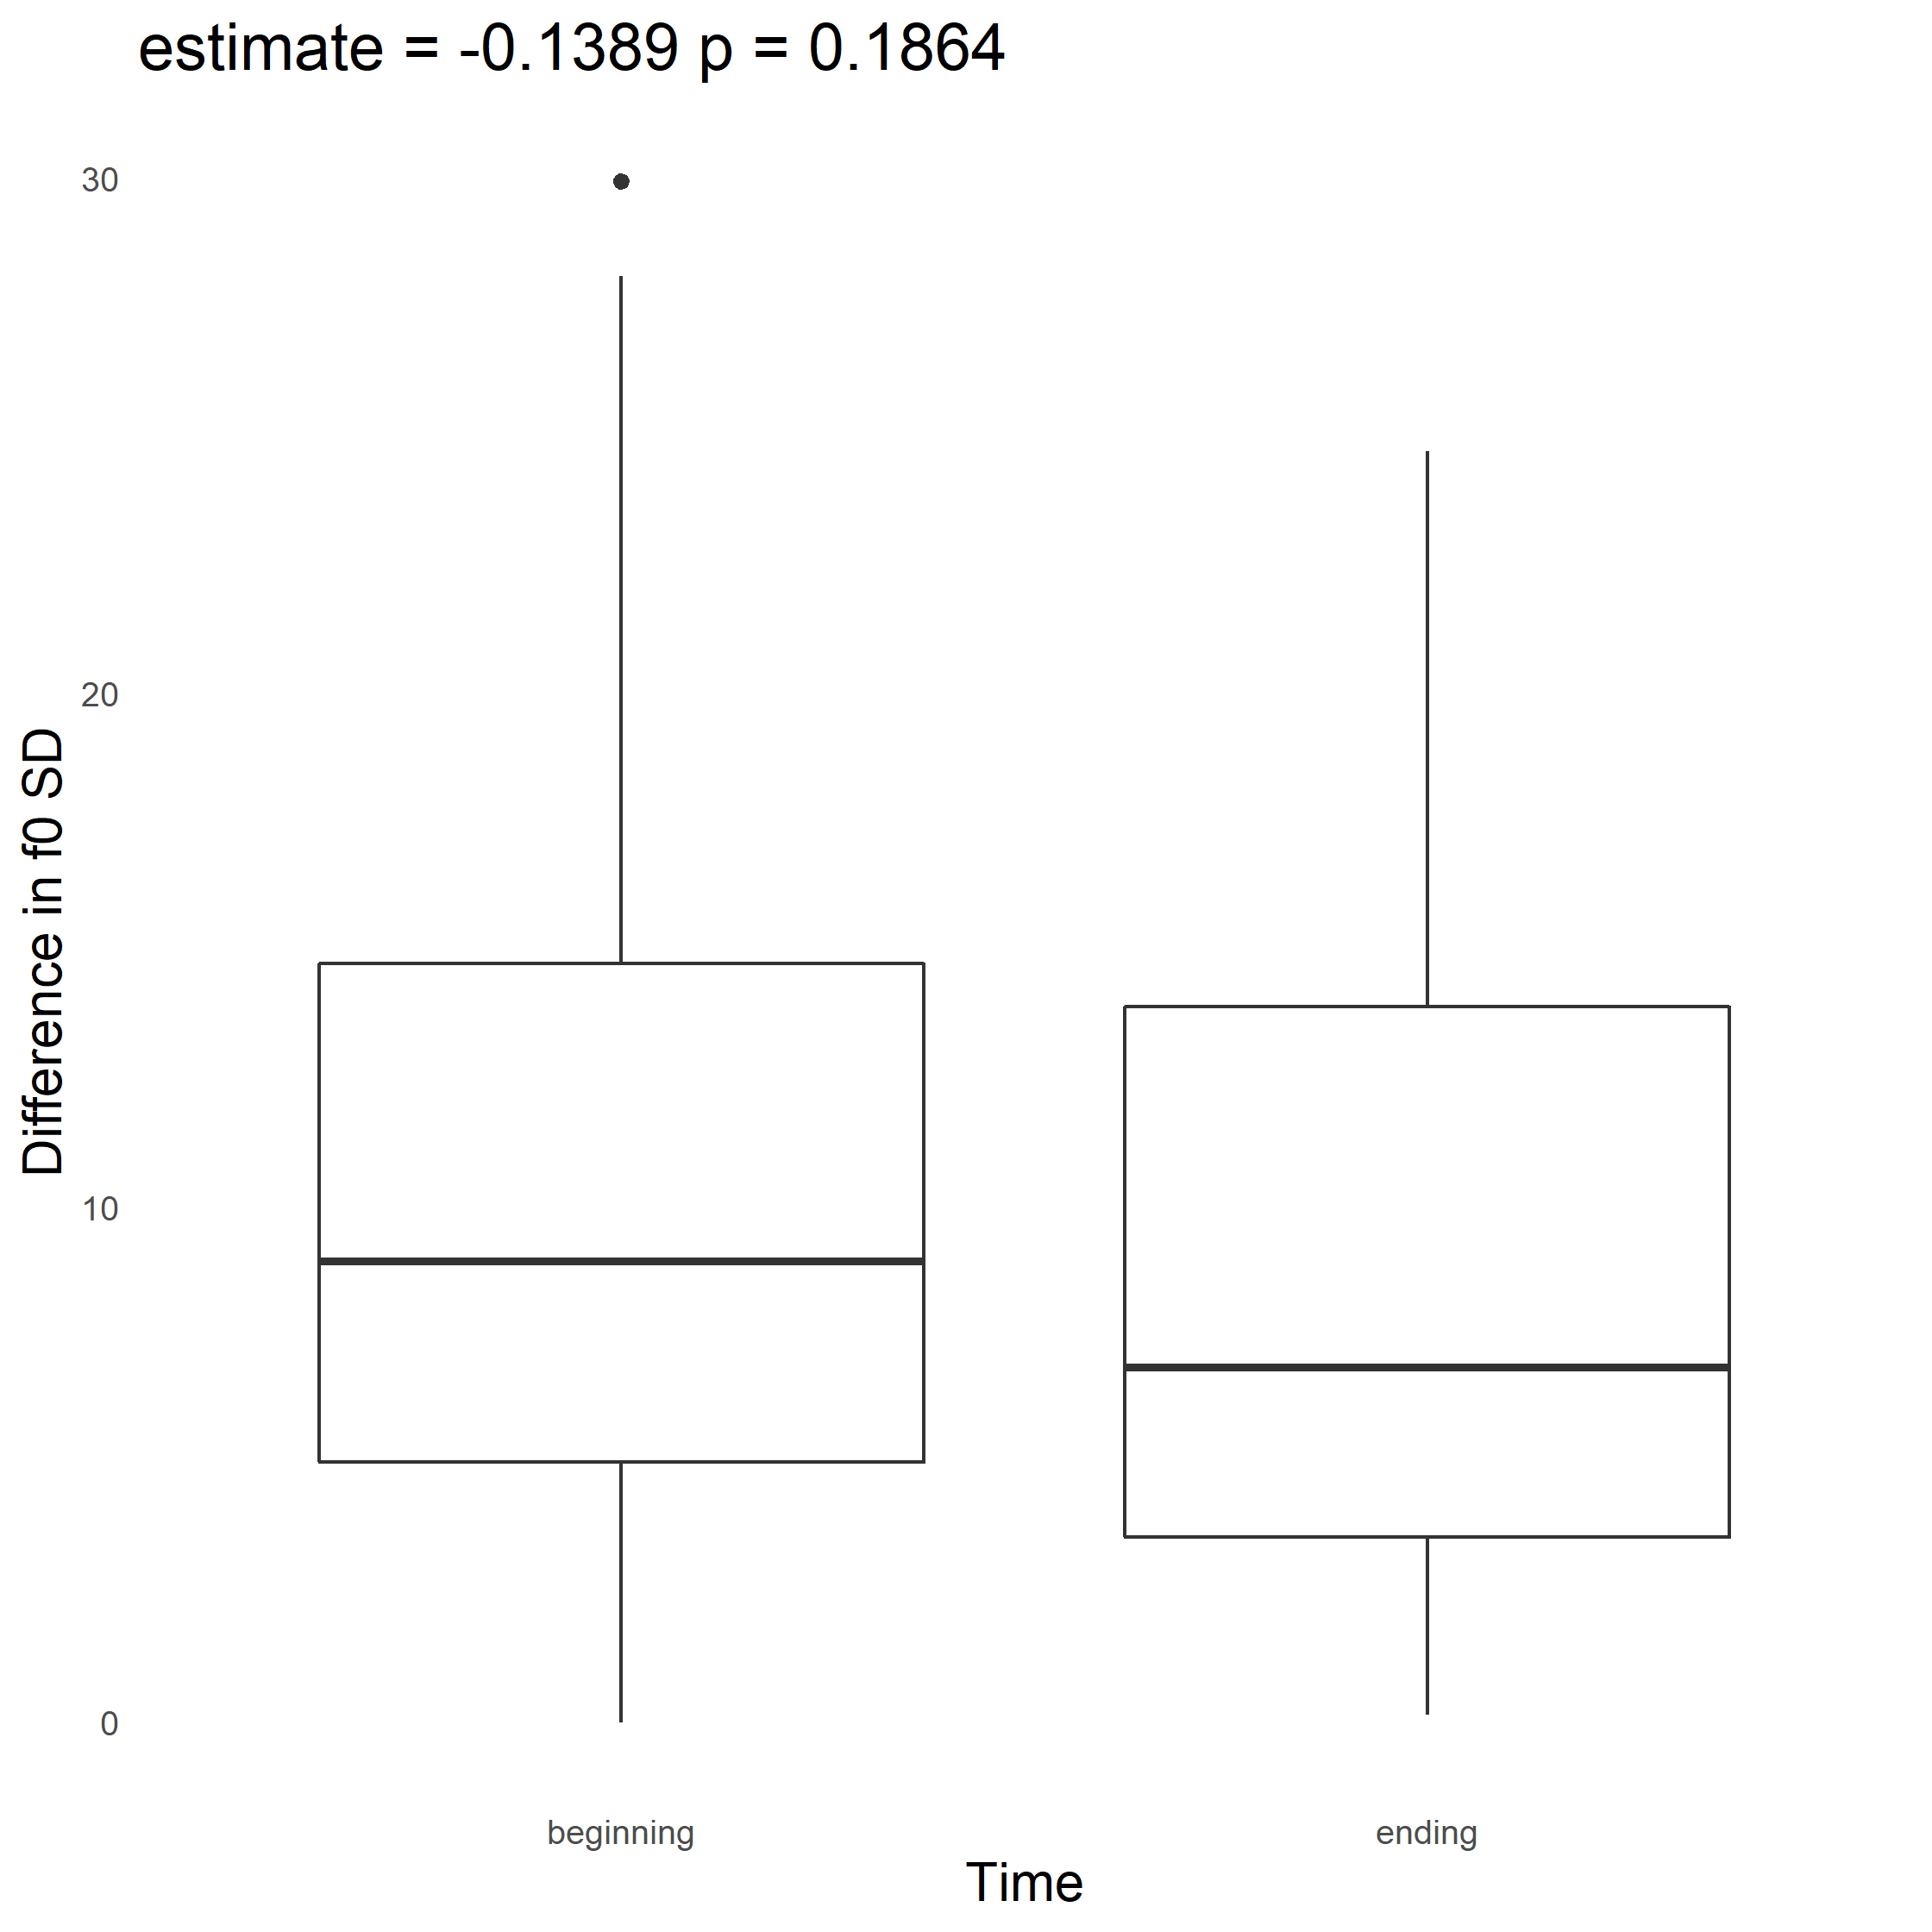 estimate = -0.1389 p = 0.1864
30
20
10
0
Difference in f0 SD
beginning
ending
Time